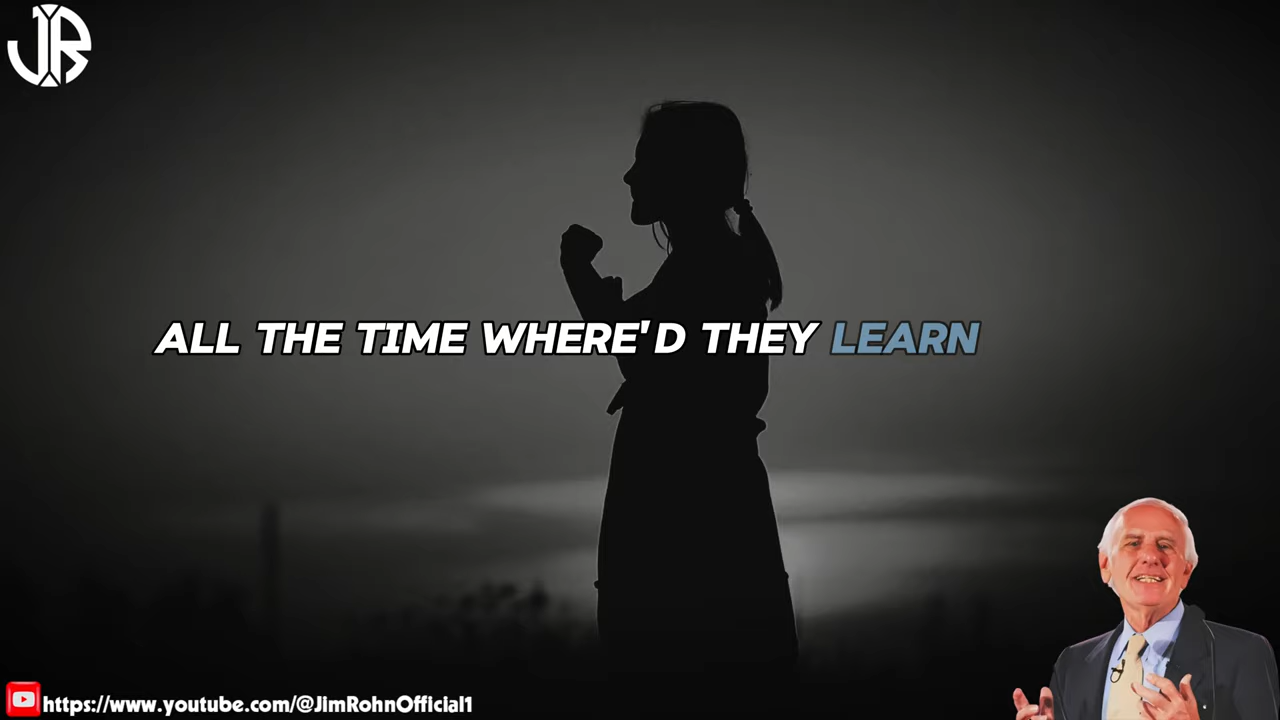 JR
ALL THE TIME WHERE'D THEY LEARN
https://www.youtube.com/@JimRohnOfficial1